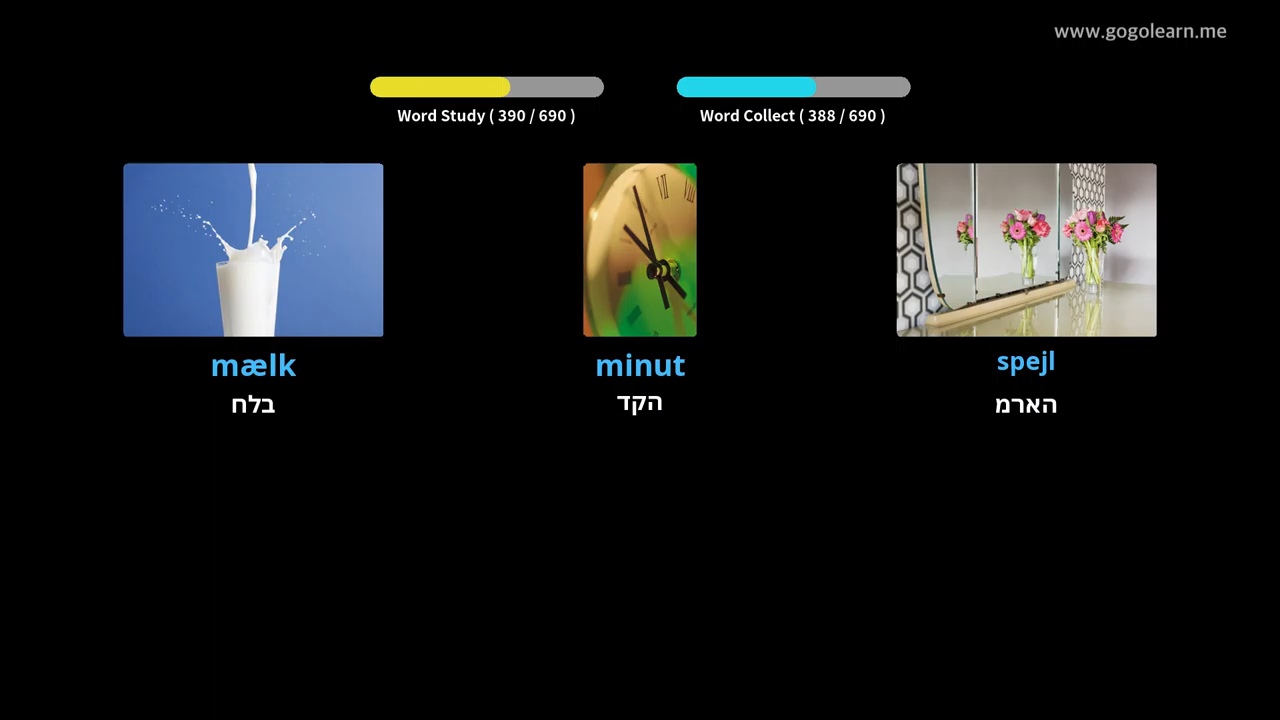 www.gogolearn.me
Word Study ( 390 / 690 )
Word Collect ( 388 / 690 )
mælk
בלח
minut
הקד
spejl
הארמ